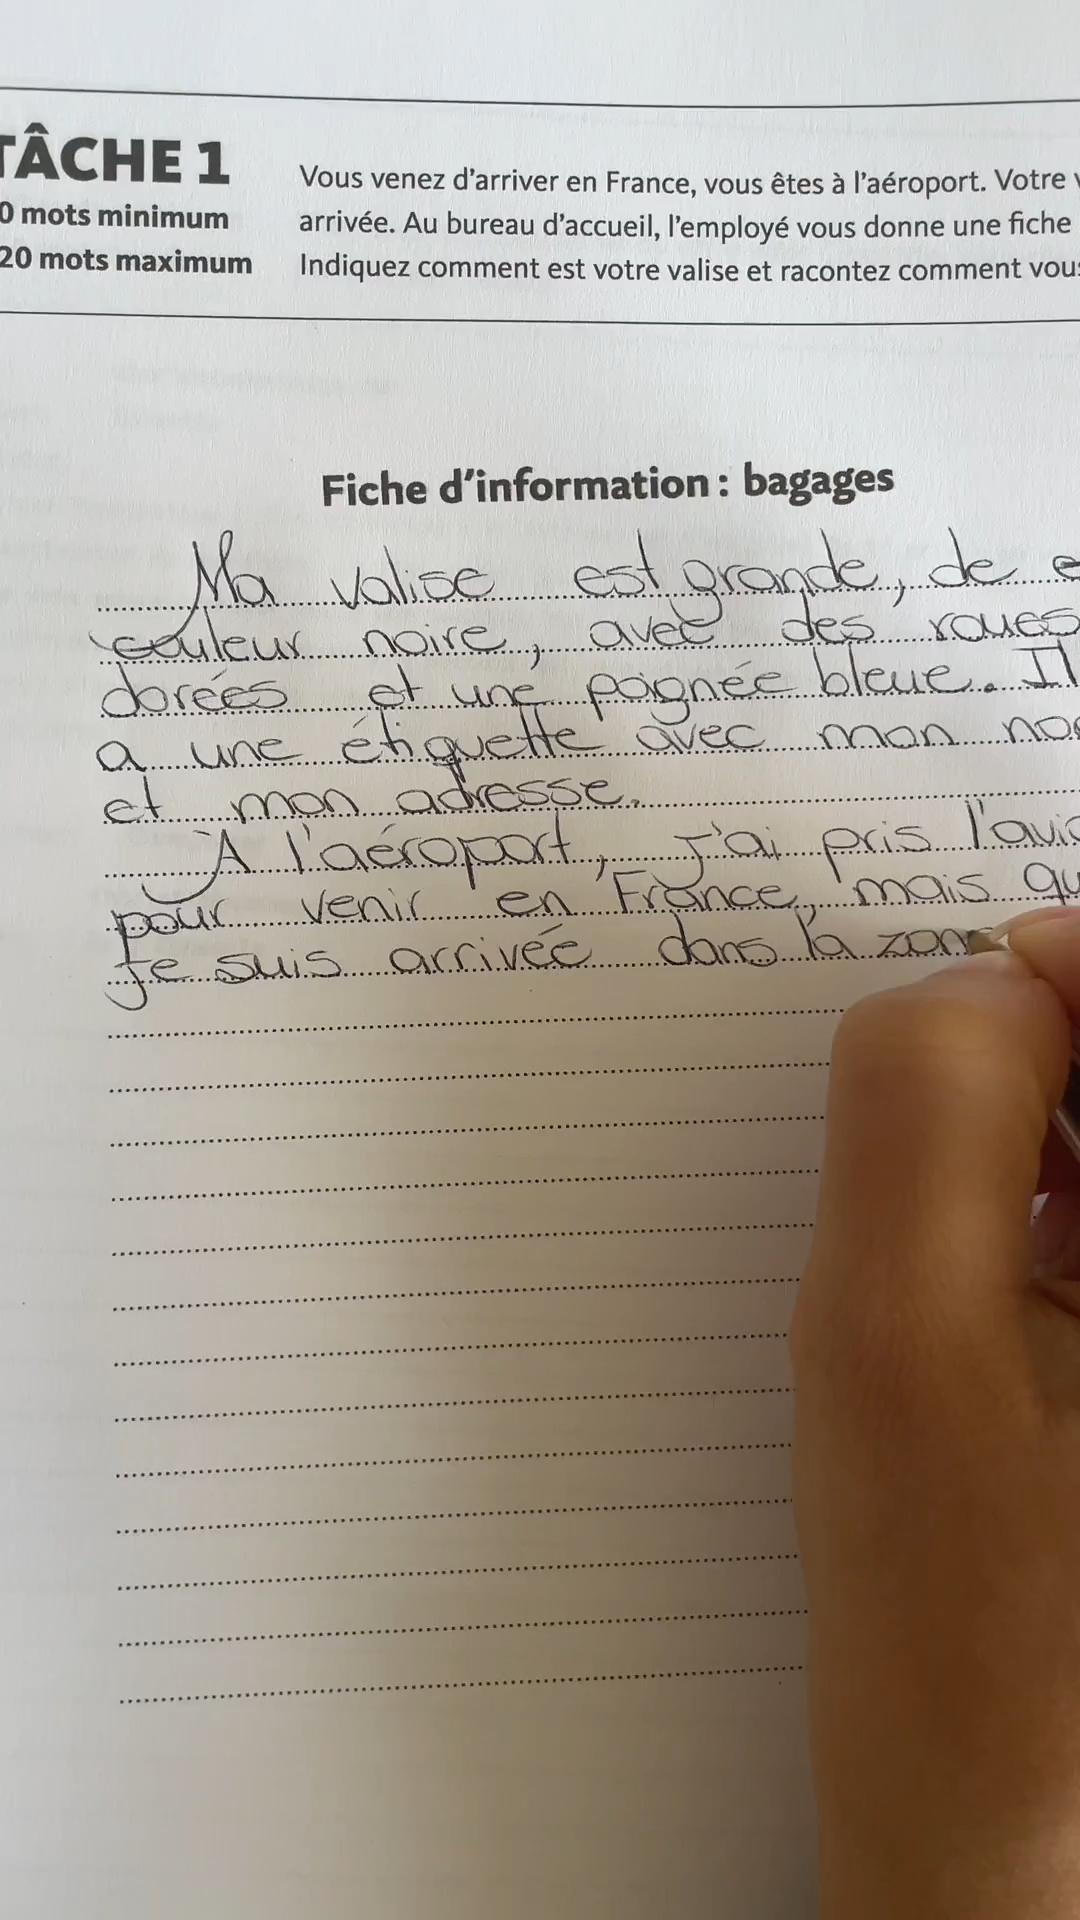 TÂCHE 1
0 mots minimum
20 mots maximum
Vous venez d'arriver en France, vous êtes à l'aéroport. Votre
arrivée. Au bureau d'accueil, l'employé vous donne une fiche
Indiquez comment est votre valise et racontez comment vous
Fiche d'information : bagages
Ma valise est grande, de
couleur noire, avec des roues
dorées et une poignée bleue. Il
a une étiquette avec mon
et mon adresse.
À l'aéroport, j'ai pris
pour venir en France, mais
je suis arrivée dans la